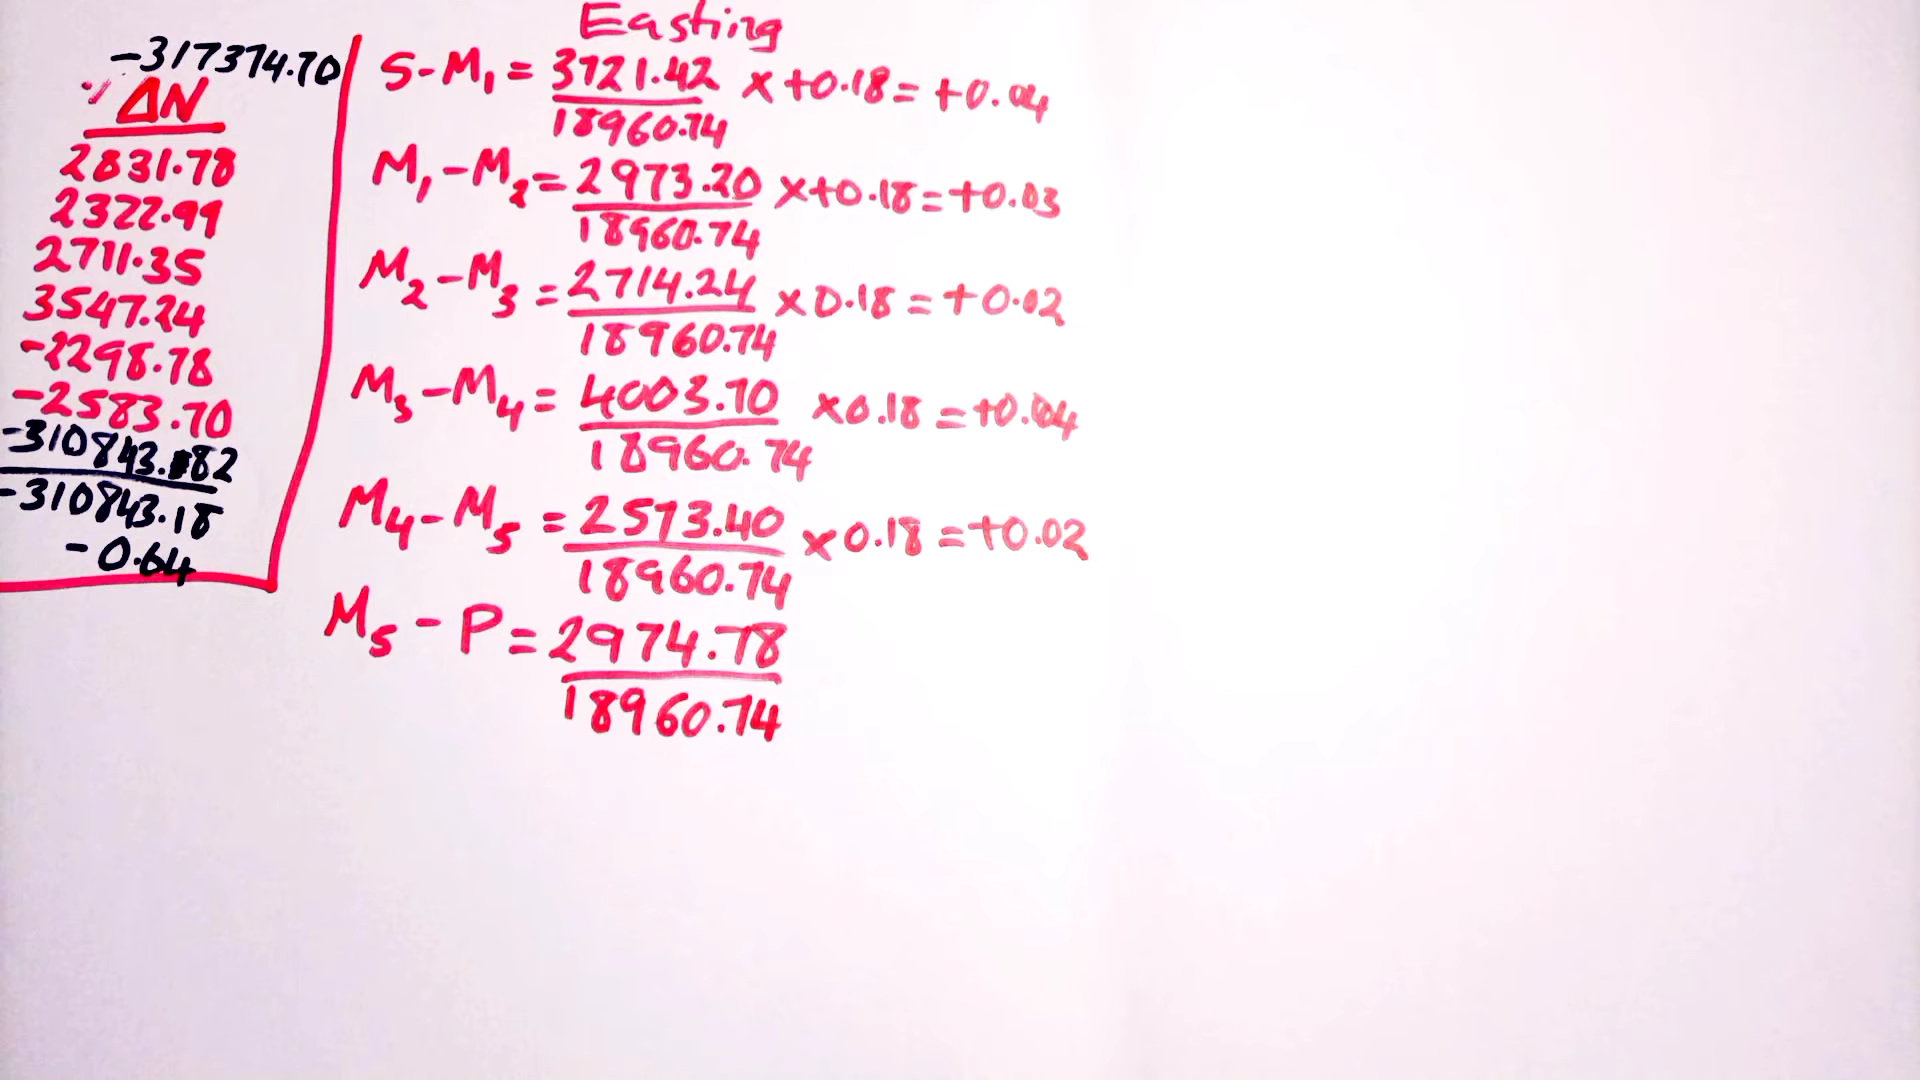 -317374.70
ΔN
2831.78
2322.99
2711.35
3547.24
-2298.78
-2583.70
-310843.82
-310843.18
-0.64
Easting
S-M₁ = 3721.42 x +0.18 = +0.04
18960.74
M₁-M₂ = 2973.20 x +0.18 = +0.03
18960.74
M₂-M₃ = 2714.24 x 0.18 = +0.02
18960.74
M₃-M₄ = 4003.70 x 0.18 = +0.04
18960.74
M₄-M₅ = 2573.40 x 0.18 = +0.02
18960.74
M₅-P = 2974.78
18960.74